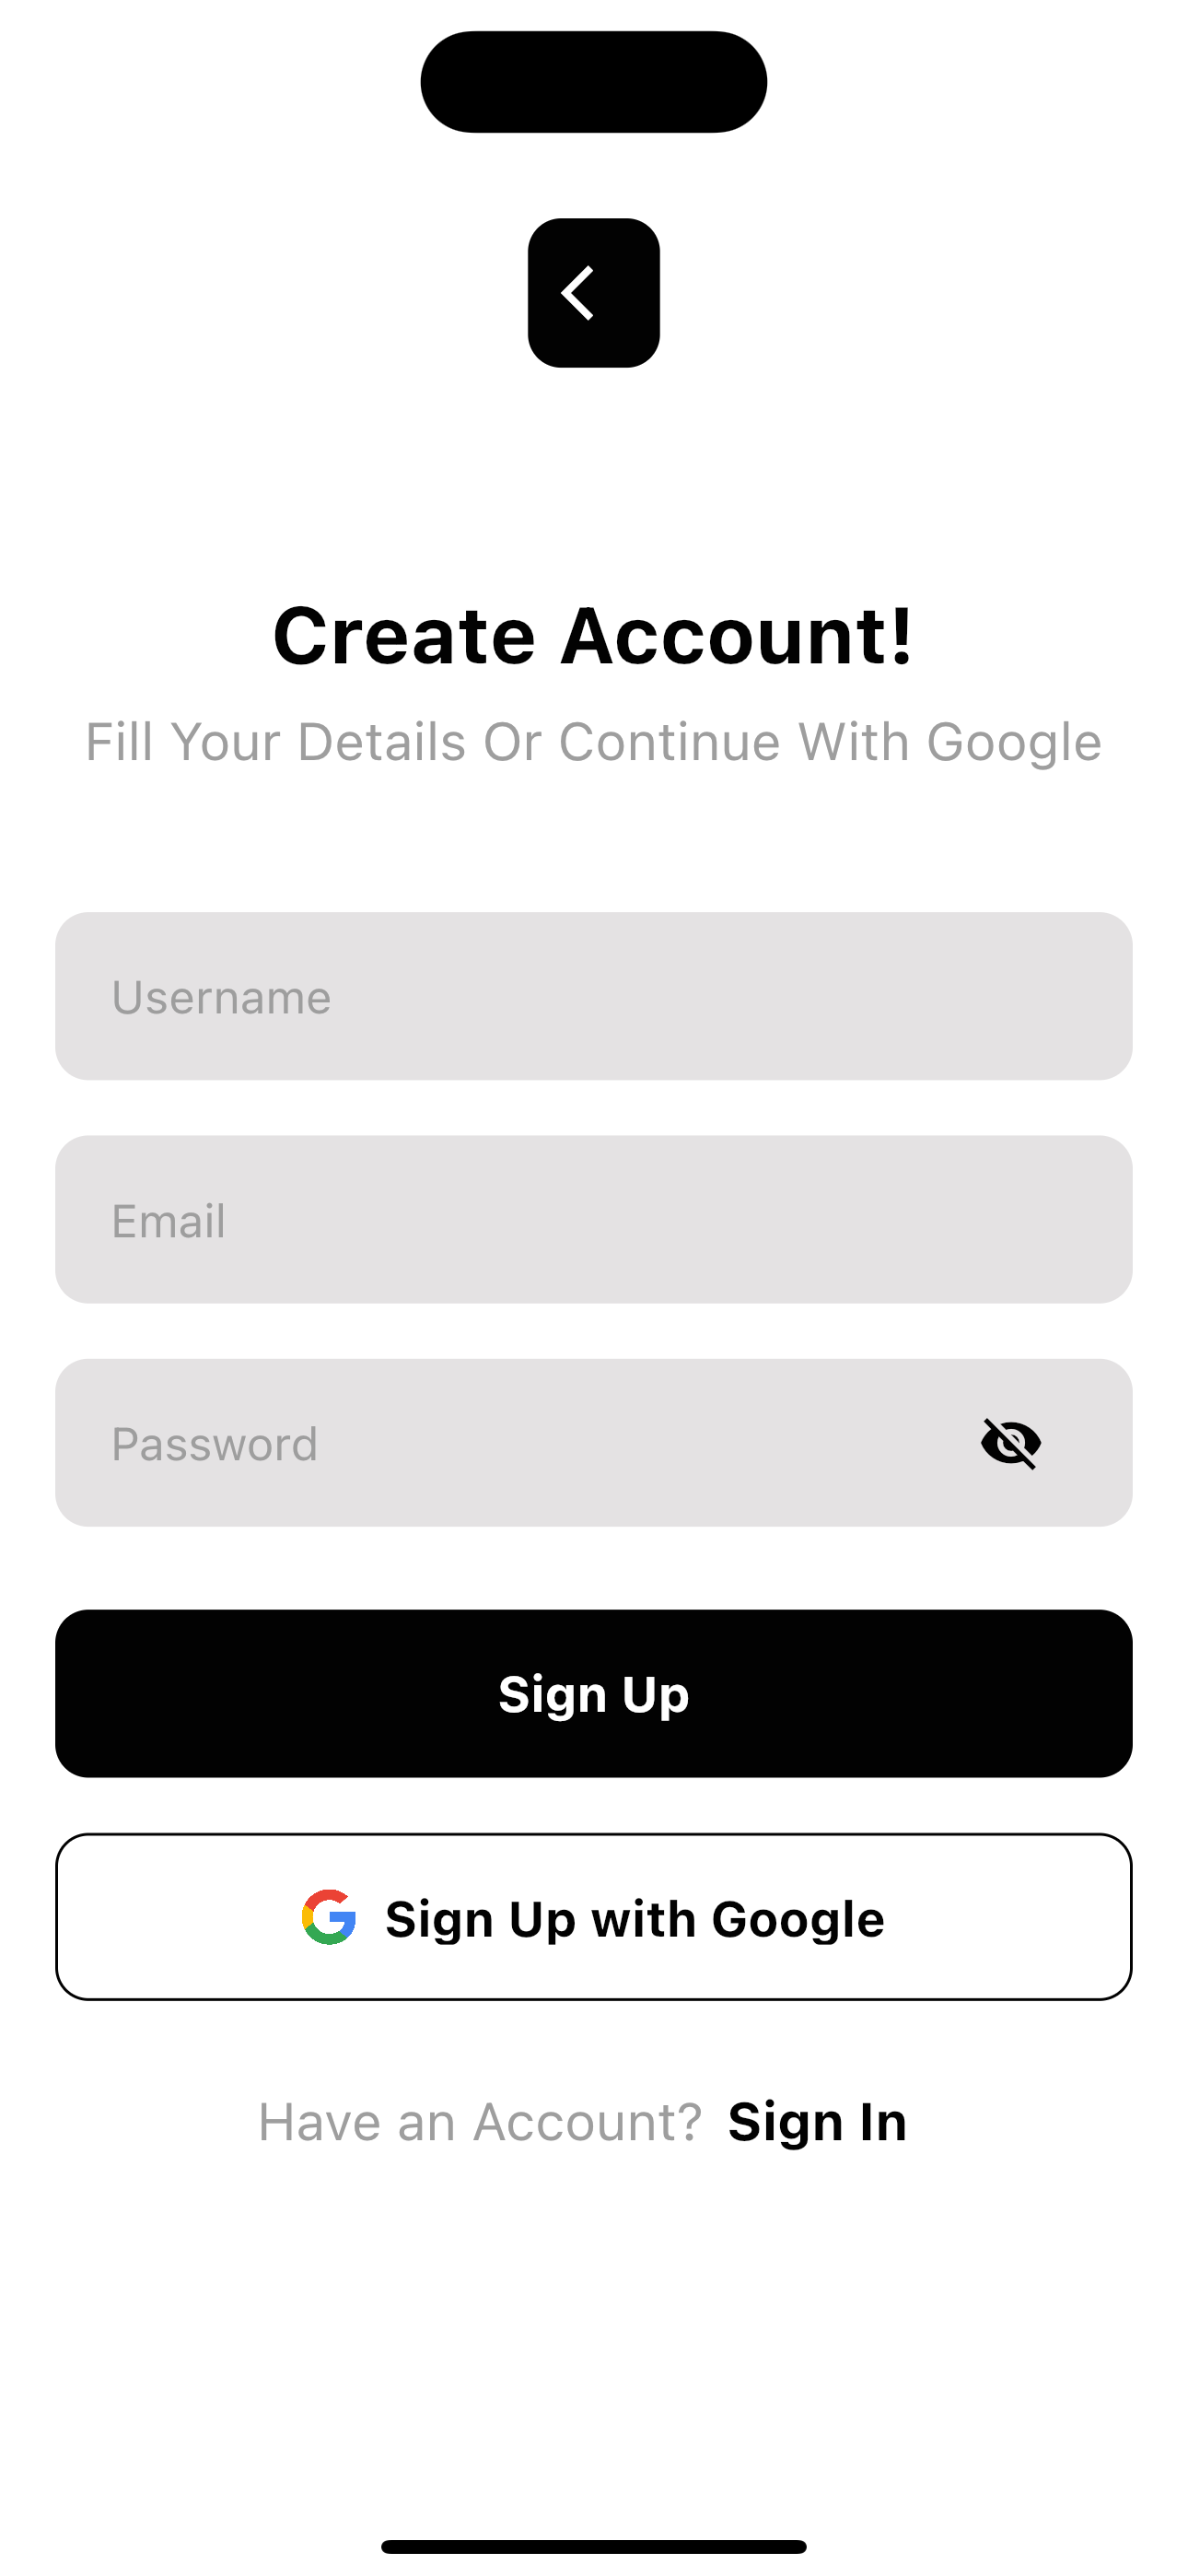 Create Account!
Fill Your Details Or Continue With Google
Username
Email
Password
Sign Up
Sign Up with Google
Have an Account? Sign In